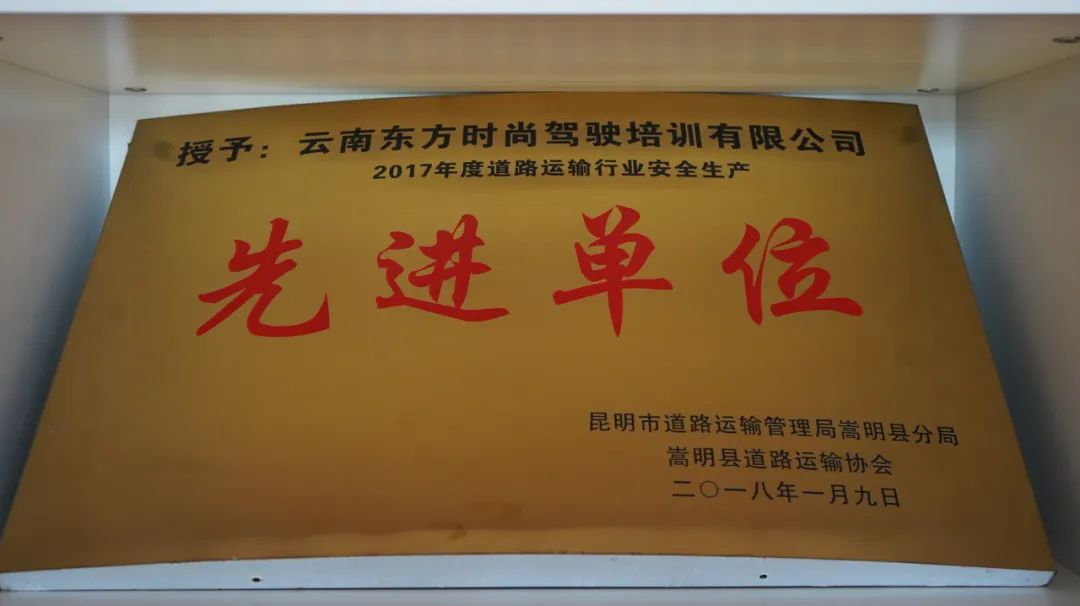 授予：云南东方时尚驾驶培训有限公司
2017年度道路运输行业安全生产
先进单位
昆明市道路运输管理局嵩明县分局
嵩明县道路运输协会
二〇一八年一月九日